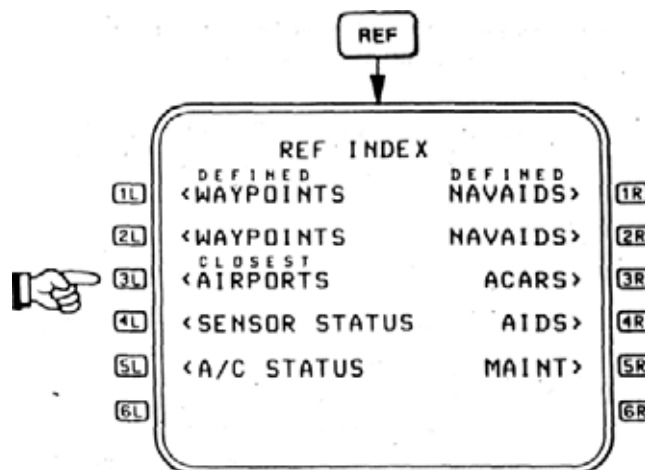 REF
REF INDEX
DEFINED DEFINED
1L <WAYPOINTS NAVAIDS> 1R
2L <WAYPOINTS NAVAIDS> 2R
CLOSEST
3L <AIRPORTS ACARS> 3R
4L <SENSOR STATUS AIDS> 4R
5L <A/C STATUS MAINT> 5R
6L 6R